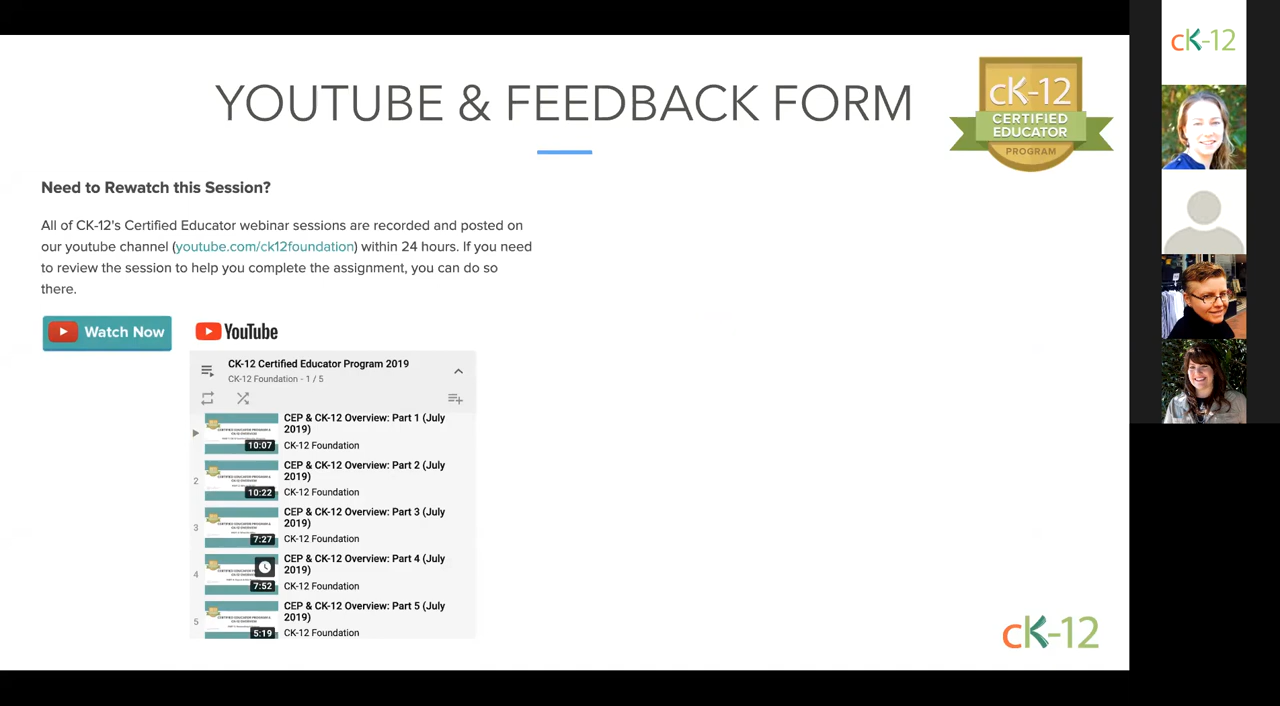 cK-12
YOUTUBE & FEEDBACK FORM
cK-12
CERTIFIED
EDUCATOR
PROGRAM
Need to Rewatch this Session?
All of CK-12's Certified Educator webinar sessions are recorded and posted on
our youtube channel (youtube.com/ck12foundation) within 24 hours. If you need
to review the session to help you complete the assignment, you can do so
there.
Watch Now
YouTube
CK-12 Certified Educator Program 2019
CK-12 Foundation - 1 / 5
CEP & CK-12 Overview: Part 1 (July
2019)
10:07
CK-12 Foundation
2
CEP & CK-12 Overview: Part 2 (July
2019)
10:22
CK-12 Foundation
3
CEP & CK-12 Overview: Part 3 (July
2019)
7:27
CK-12 Foundation
4
CEP & CK-12 Overview: Part 4 (July
2019)
7:52
CK-12 Foundation
5
CEP & CK-12 Overview: Part 5 (July
2019)
5:19
CK-12 Foundation
cK-12